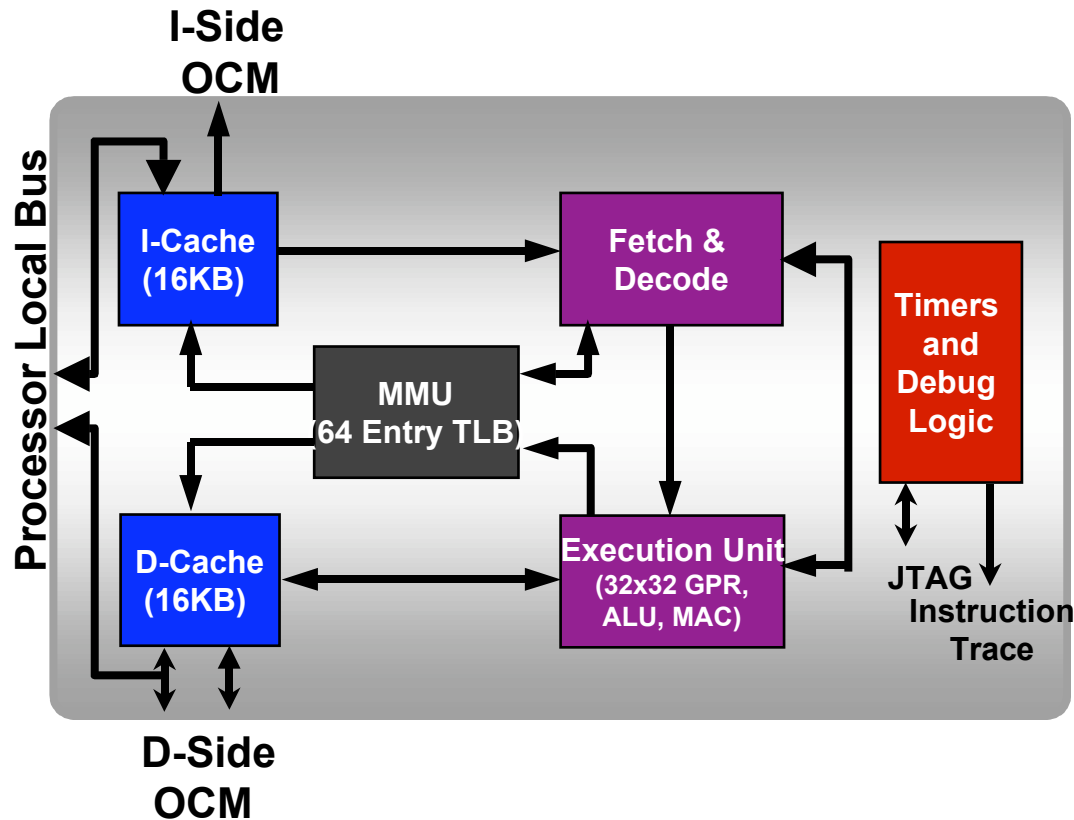 I-Side
OCM
Processor Local Bus
I-Cache
(16KB)
Fetch &
Decode
Timers
and
Debug
Logic
MMU
(64 Entry TLB)
D-Cache
(16KB)
Execution Unit
(32x32 GPR,
ALU, MAC)
JTAG
Instruction
Trace
D-Side
OCM